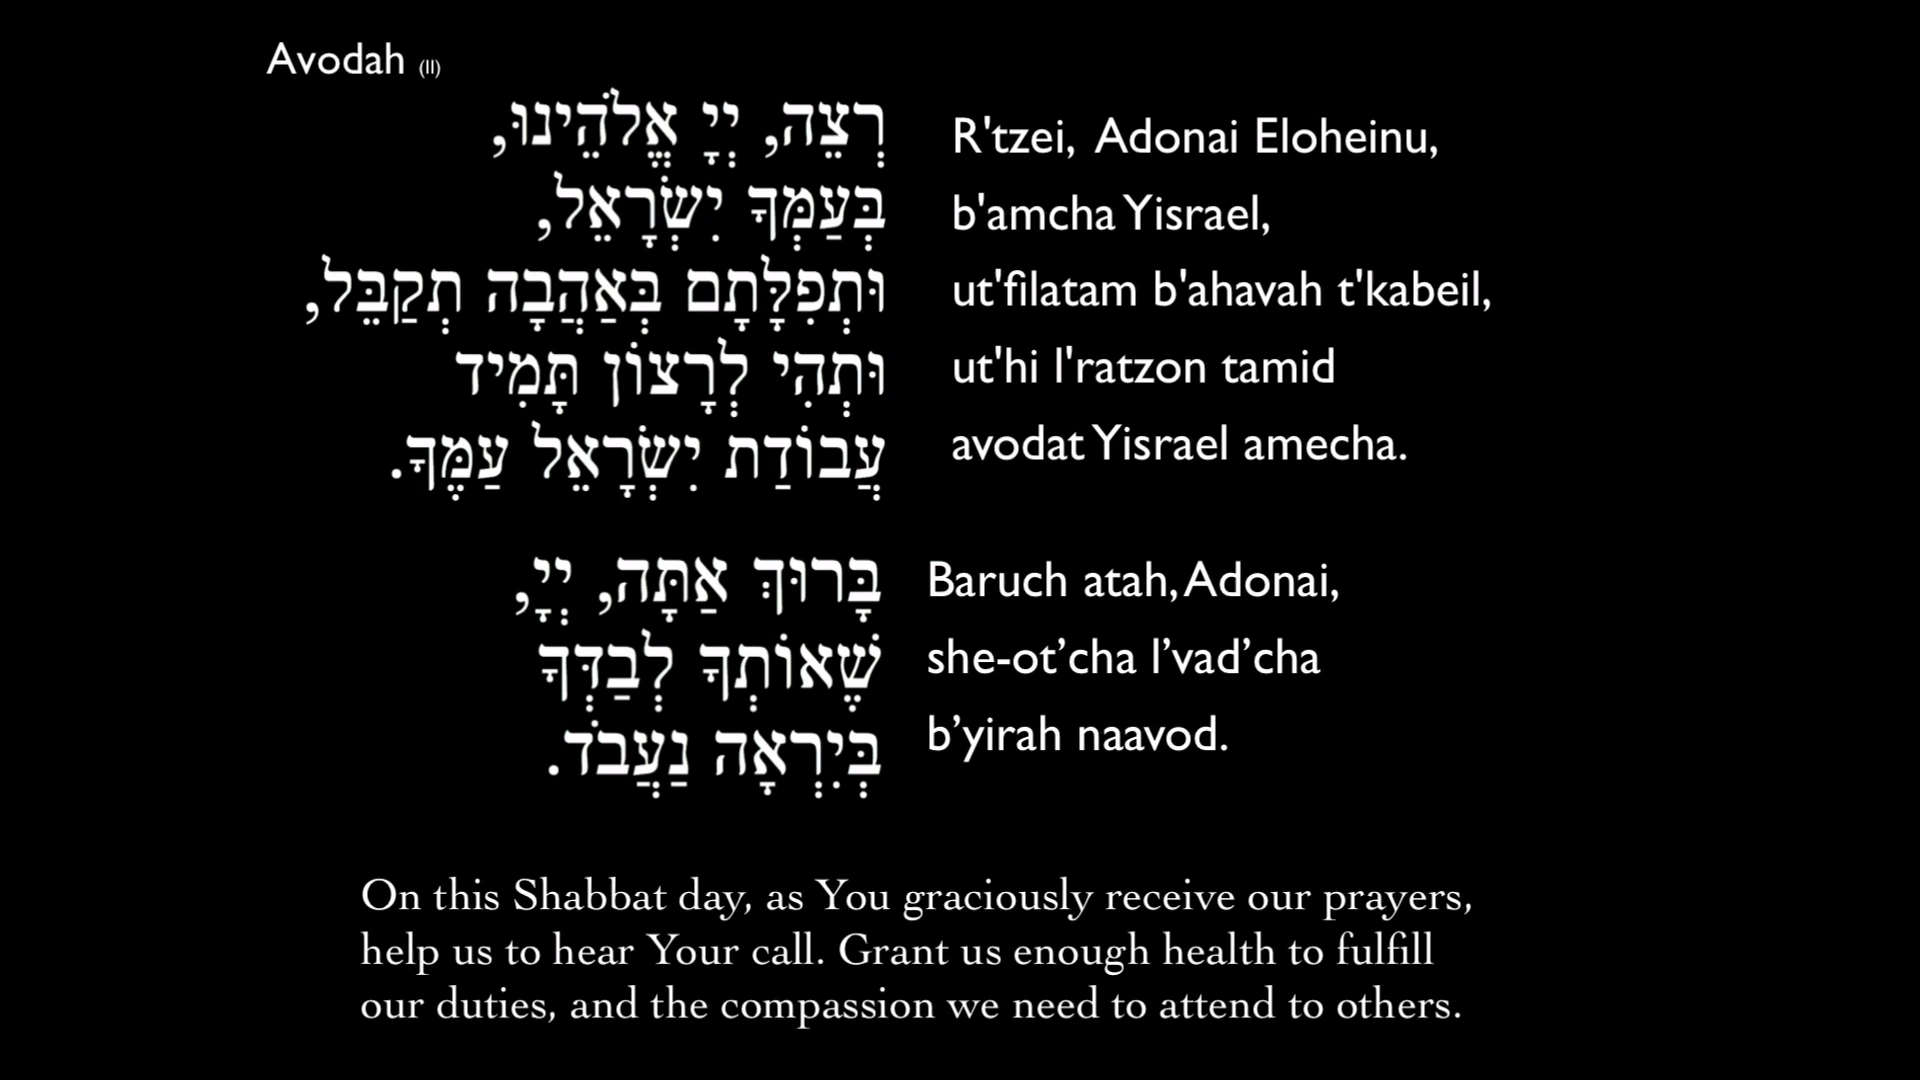 Avodah (II)
רְצֵה, יְיָ אֱלֹהֵינוּ,
בְּעַמְּךָ יִשְׂרָאֵל,
וּתְפִלָּתָם בְּאַהֲבָה תְקַבֵּל,
וּתְהִי לְרָצוֹן תָּמִיד
עֲבוֹדַת יִשְׂרָאֵל עַמֶּךָ.
R'tzei, Adonai Eloheinu,
b'amcha Yisrael,
ut'filatam b'ahavah t'kabeil,
ut'hi l'ratzon tamid
avodat Yisrael amecha.
בָּרוּךְ אַתָּה, יְיָ,
שֶׁאוֹתְךָ לְבַדְּךָ
בְּיִרְאָה נַעֲבֹד.
Baruch atah, Adonai,
she-ot’cha l’vad’cha
b’yirah naavod.
On this Shabbat day, as You graciously receive our prayers,
help us to hear Your call. Grant us enough health to fulfill
our duties, and the compassion we need to attend to others.